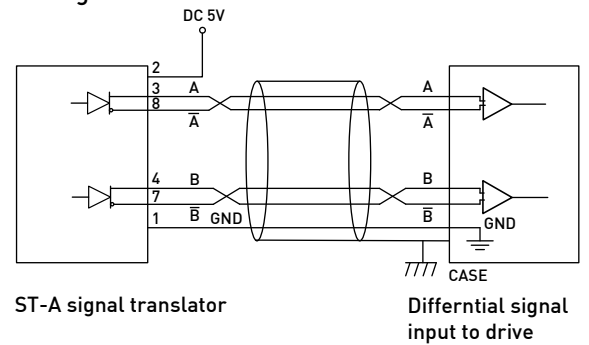 DC 5V
2
3 A A
8
A̅ A̅
4 B B
7
1 B̅ GND B̅ GND
CASE
ST-A signal translator
Differntial signal
input to drive